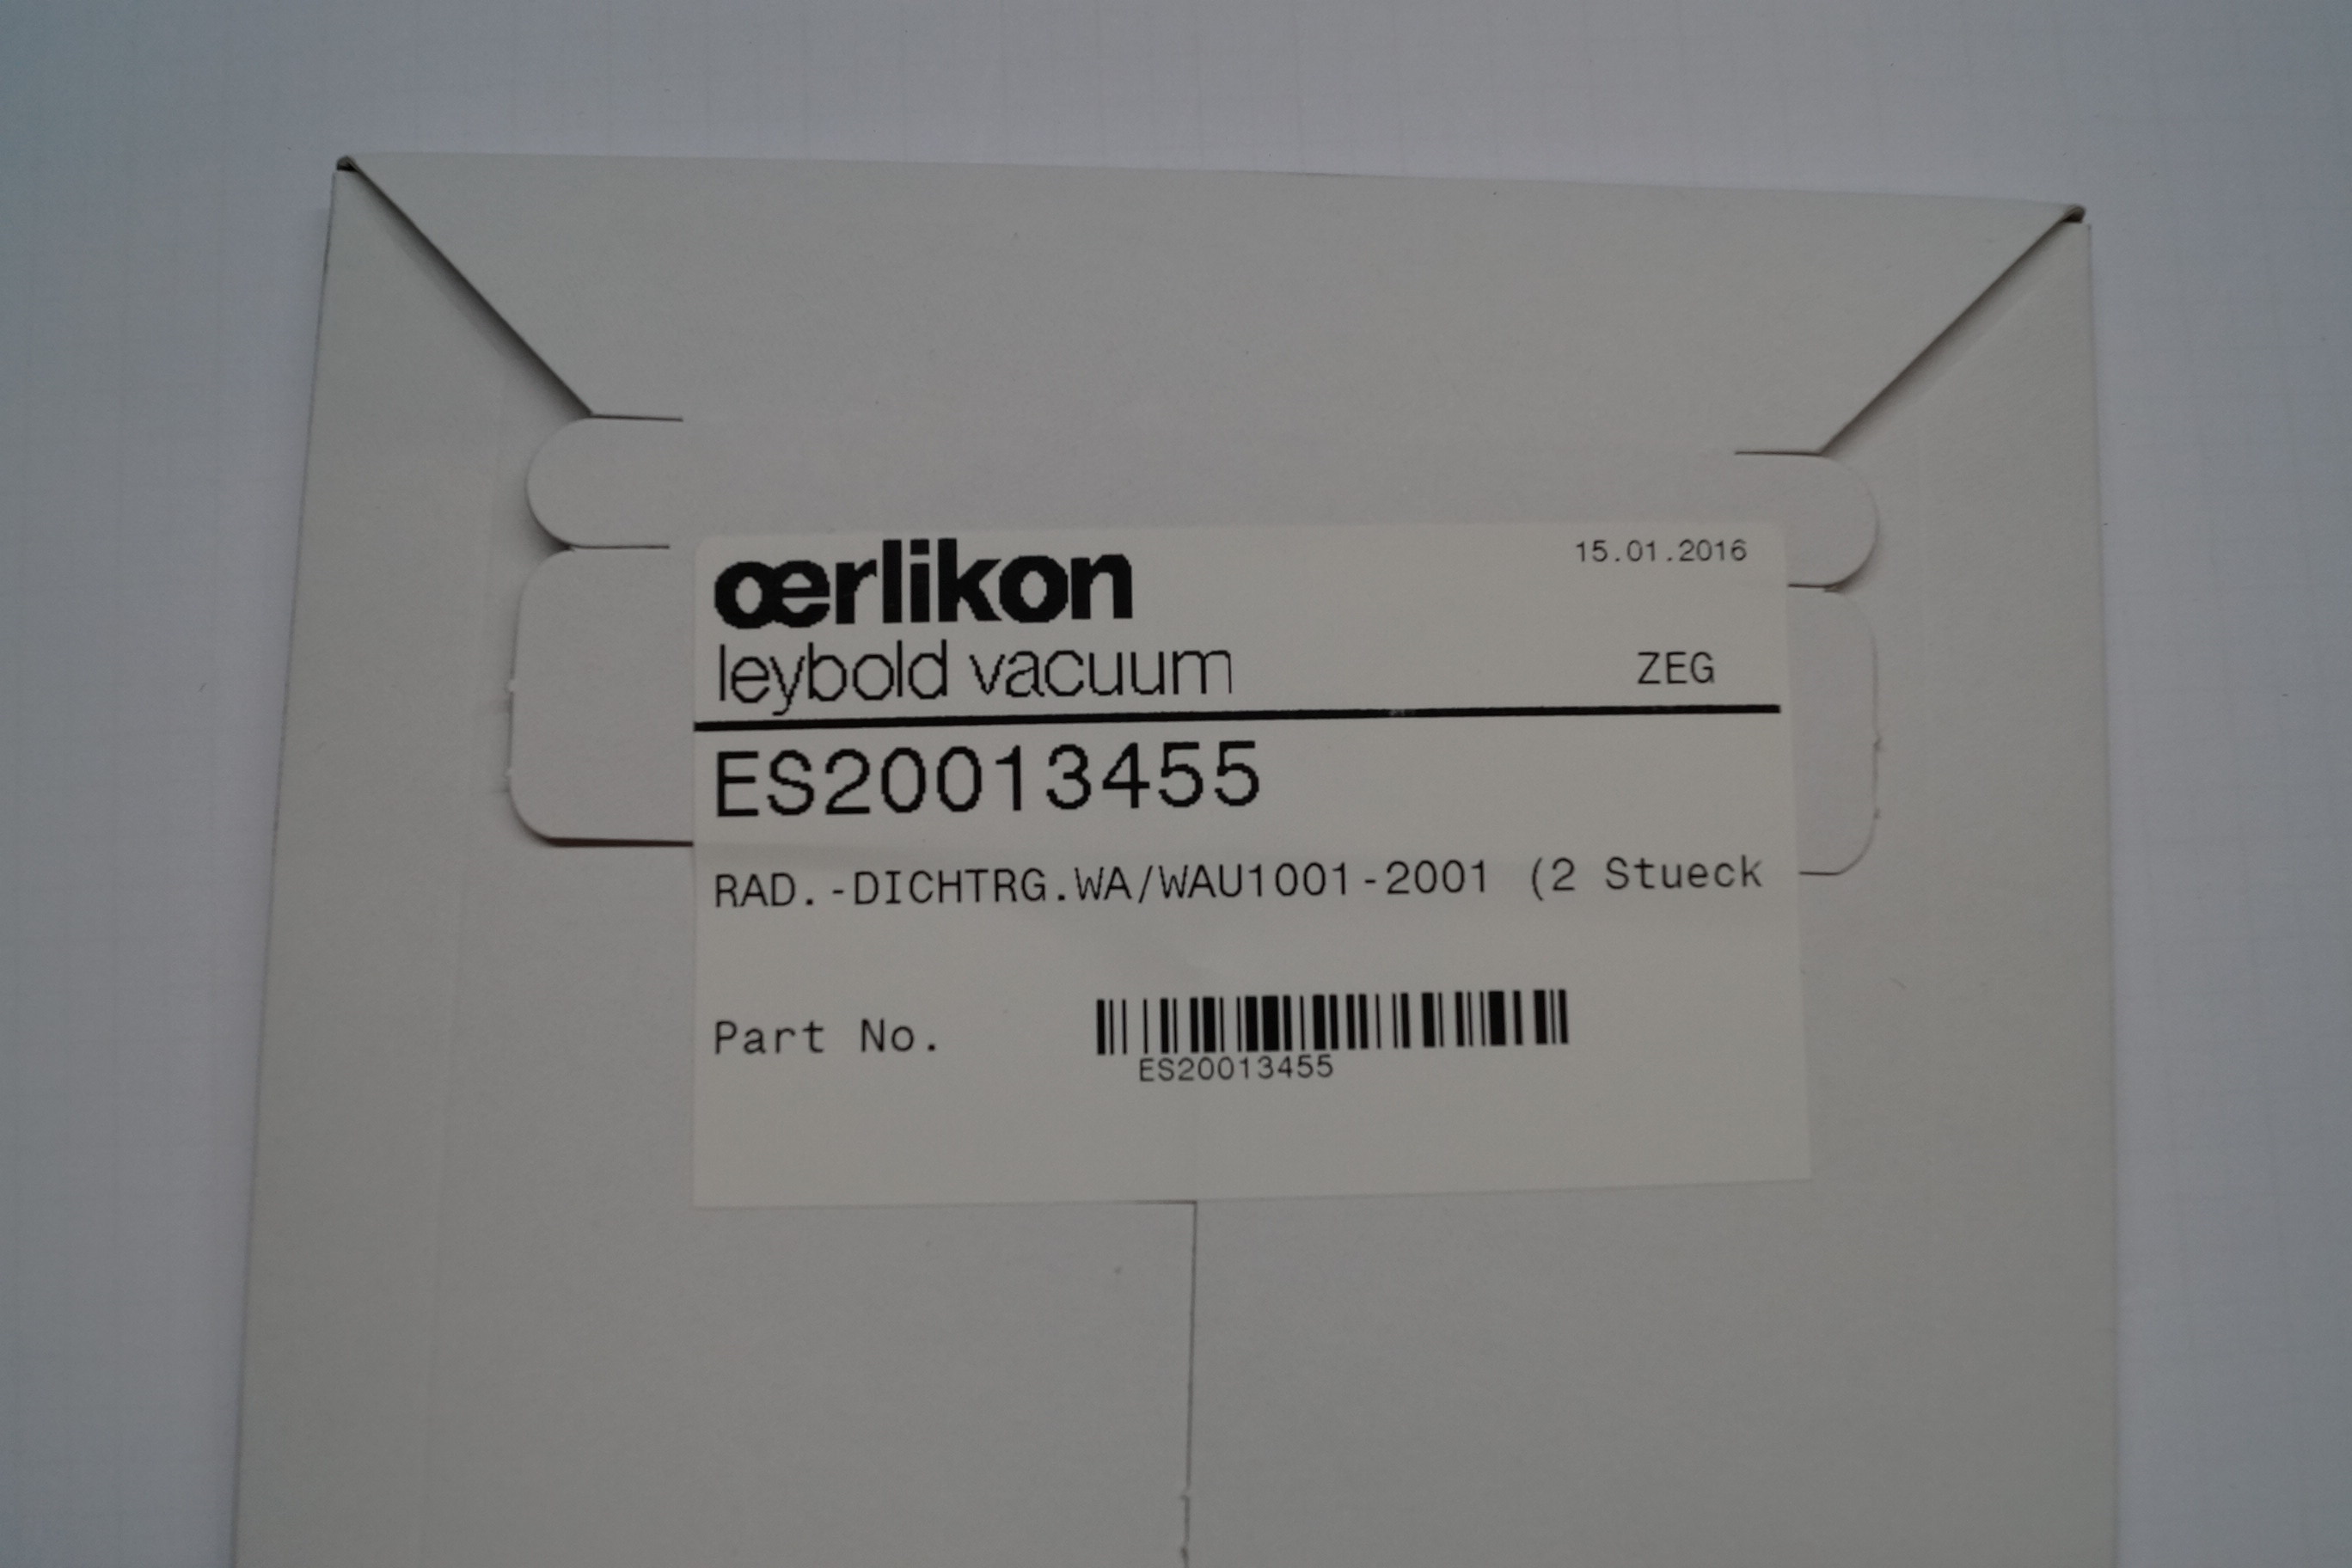 œrlikon
15.01.2016
leybold vacuum
ZEG
ES20013455
RAD.-DICHTRG.WA/WAU1001-2001 (2 Stueck
Part No.
ES20013455